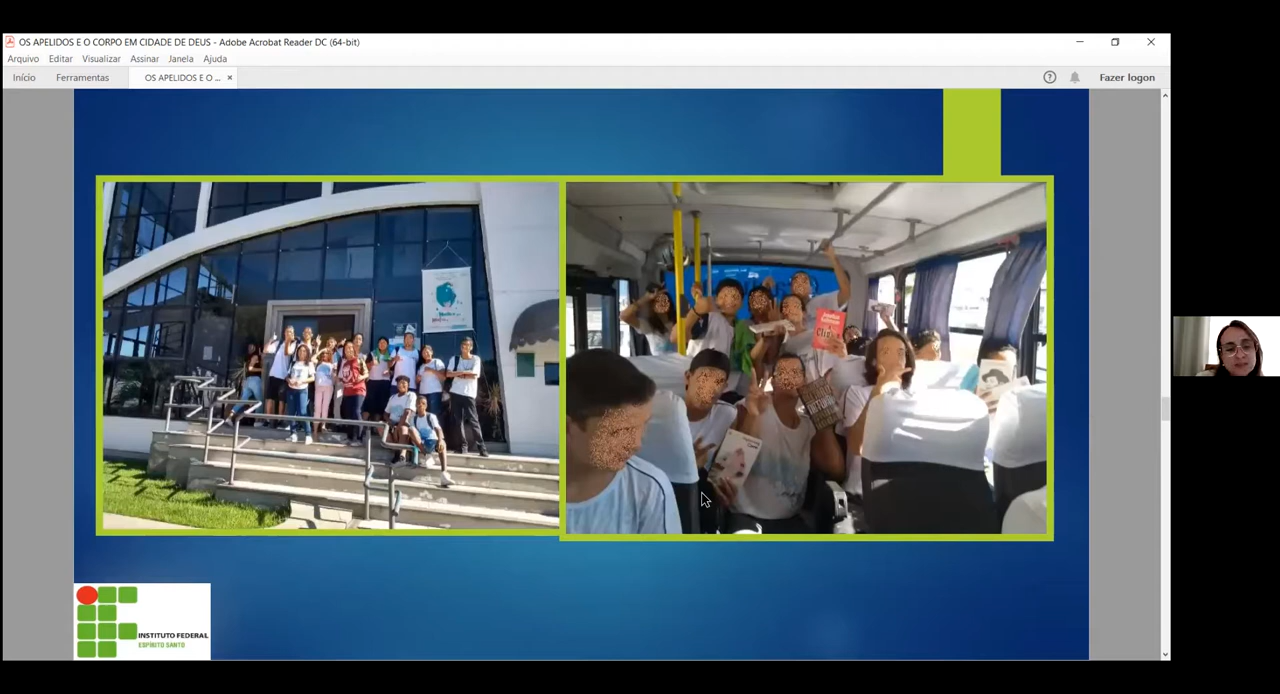 OS APELIDOS E O CORPO EM CIDADE DE DEUS - Adobe Acrobat Reader DC (64-bit)
Arquivo Editar Visualizar Assinar Janela Ajuda
Início Ferramentas OS APELIDOS E O ... × Fazer logon
INSTITUTO FEDERAL
ESPÍRITO SANTO